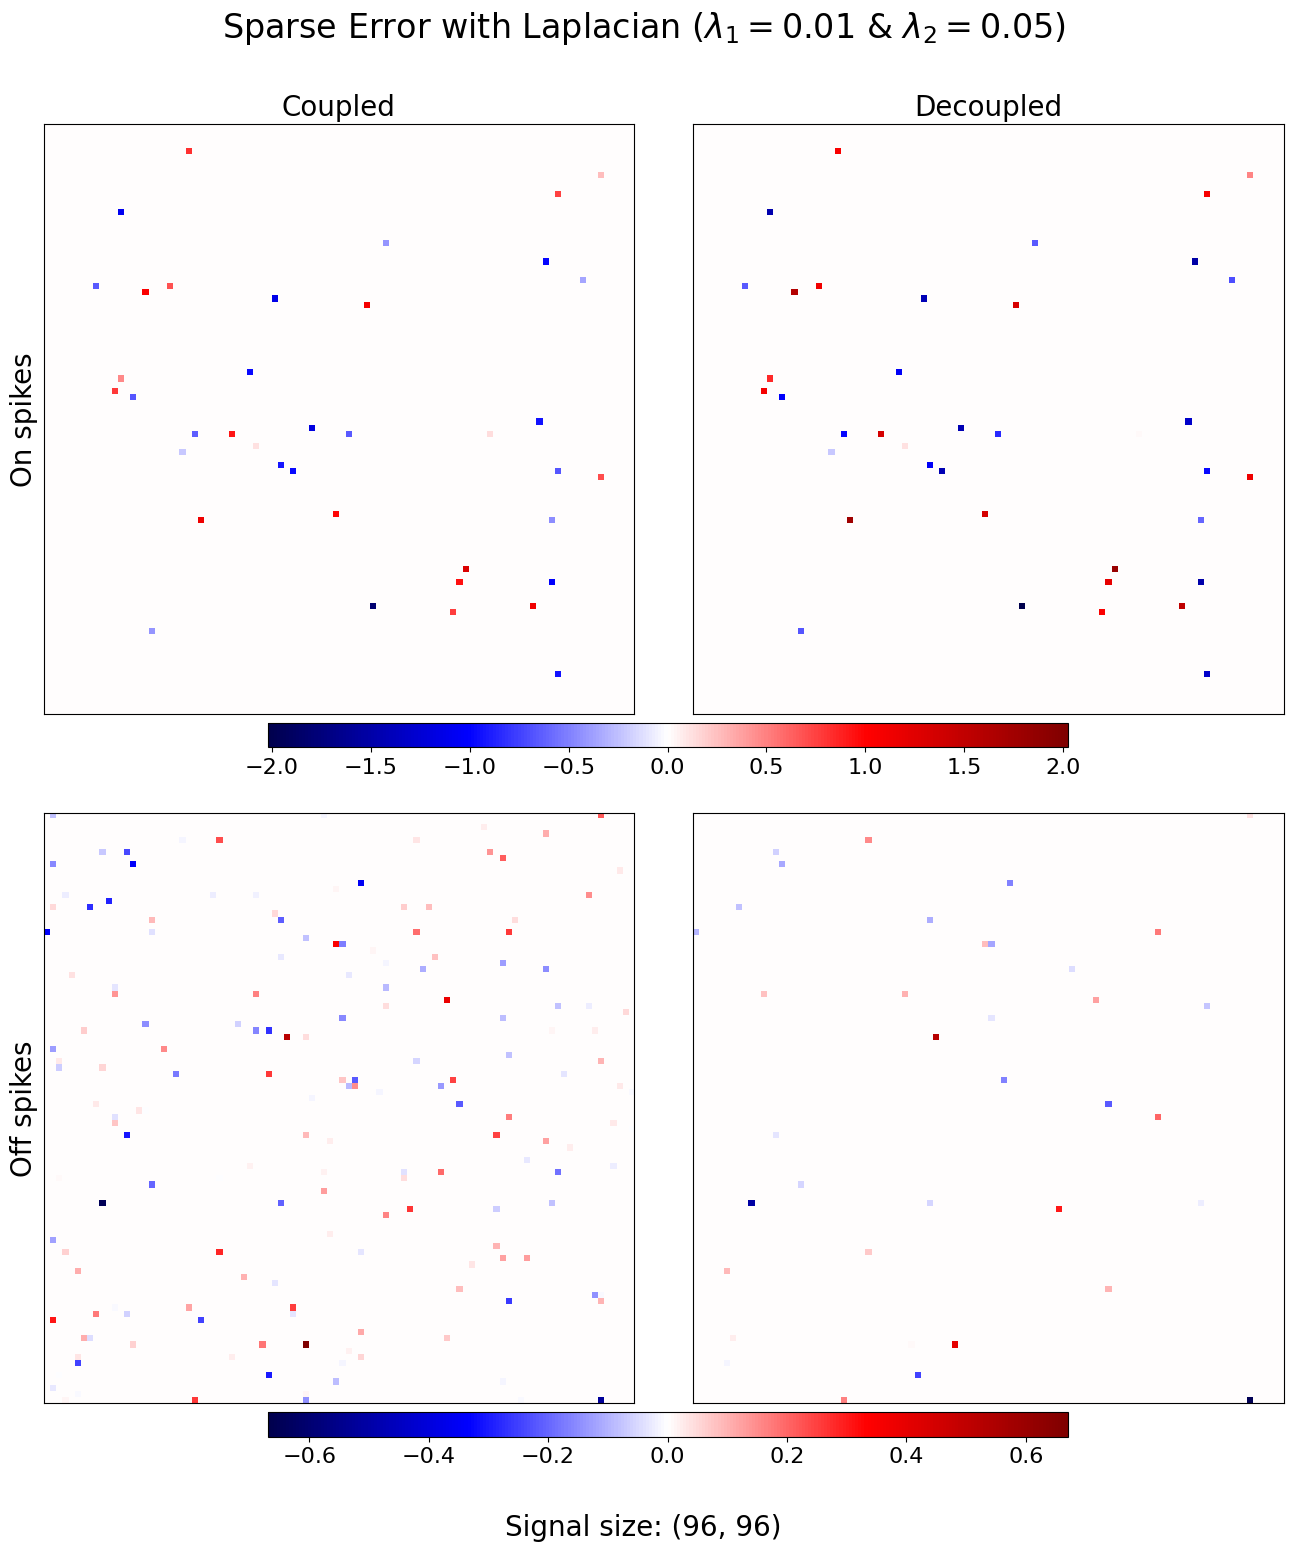 Sparse Error with Laplacian (λ₁ = 0.01 & λ₂ = 0.05)
Coupled
Decoupled
On spikes
−2.0 −1.5 −1.0 −0.5 0.0 0.5 1.0 1.5 2.0
Off spikes
−0.6 −0.4 −0.2 0.0 0.2 0.4 0.6
Signal size: (96, 96)